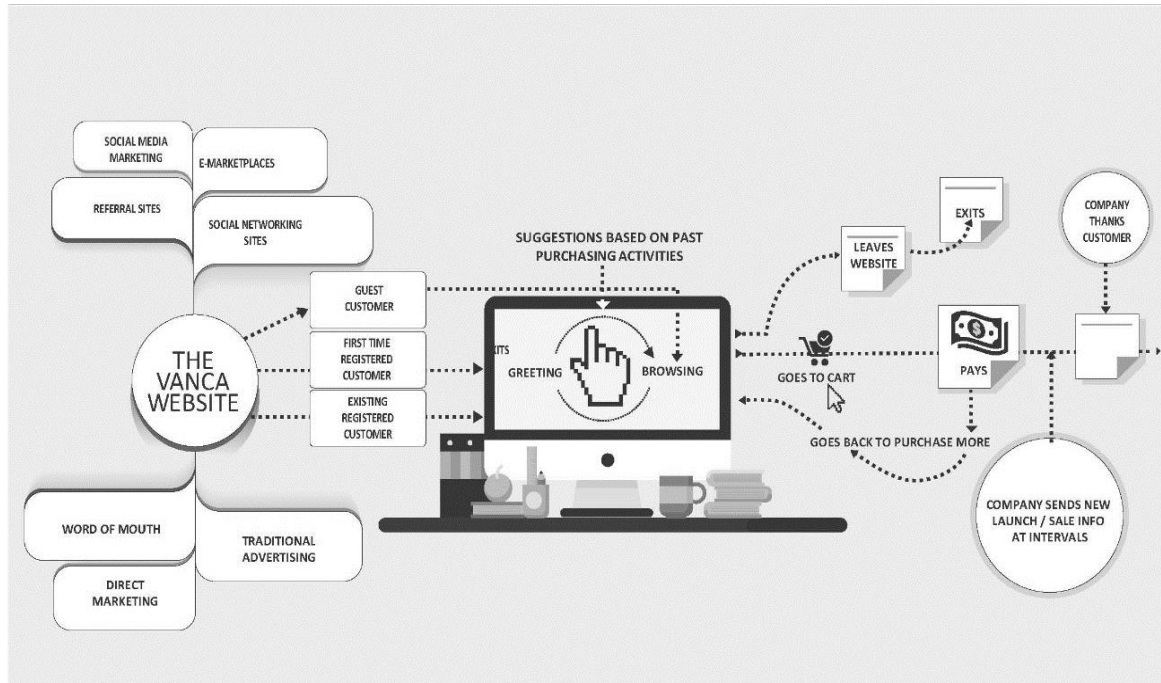 SOCIAL MEDIA
MARKETING
E-MARKETPLACES
REFERRAL SITES
SOCIAL NETWORKING
SITES
THE
VANCA
WEBSITE
WORD OF MOUTH
TRADITIONAL
ADVERTISING
DIRECT
MARKETING
GUEST
CUSTOMER
FIRST TIME
REGISTERED
CUSTOMER
EXISTING
REGISTERED
CUSTOMER
SUGGESTIONS BASED ON PAST
PURCHASING ACTIVITIES
GREETING
BROWSING
LEAVES
WEBSITE
EXITS
GOES TO CART
$
PAYS
GOES BACK TO PURCHASE MORE
COMPANY
THANKS
CUSTOMER
COMPANY SENDS NEW
LAUNCH / SALE INFO
AT INTERVALS